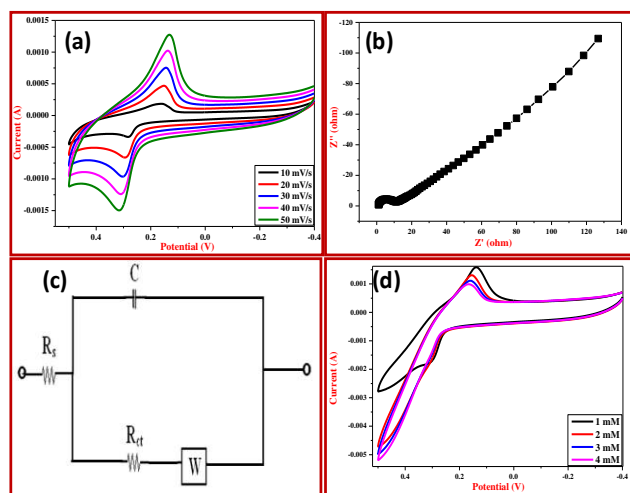 (a)
0.0015
0.0010
0.0005
0.0000
-0.0005
-0.0010
-0.0015
Current (A)
0.4 0.2 0.0 -0.2 -0.4
Potential (V)
10 mV/s
20 mV/s
30 mV/s
40 mV/s
50 mV/s
(b)
-120
-100
-80
-60
-40
-20
0
Z'' (ohm)
0 20 40 60 80 100 120 140
Z' (ohm)
(c)
C
Rs
Rct
W
(d)
0.001
0.000
-0.001
-0.002
-0.003
-0.004
-0.005
Current (A)
0.4 0.2 0.0 -0.2 -0.4
Potential (V)
1 mM
2 mM
3 mM
4 mM